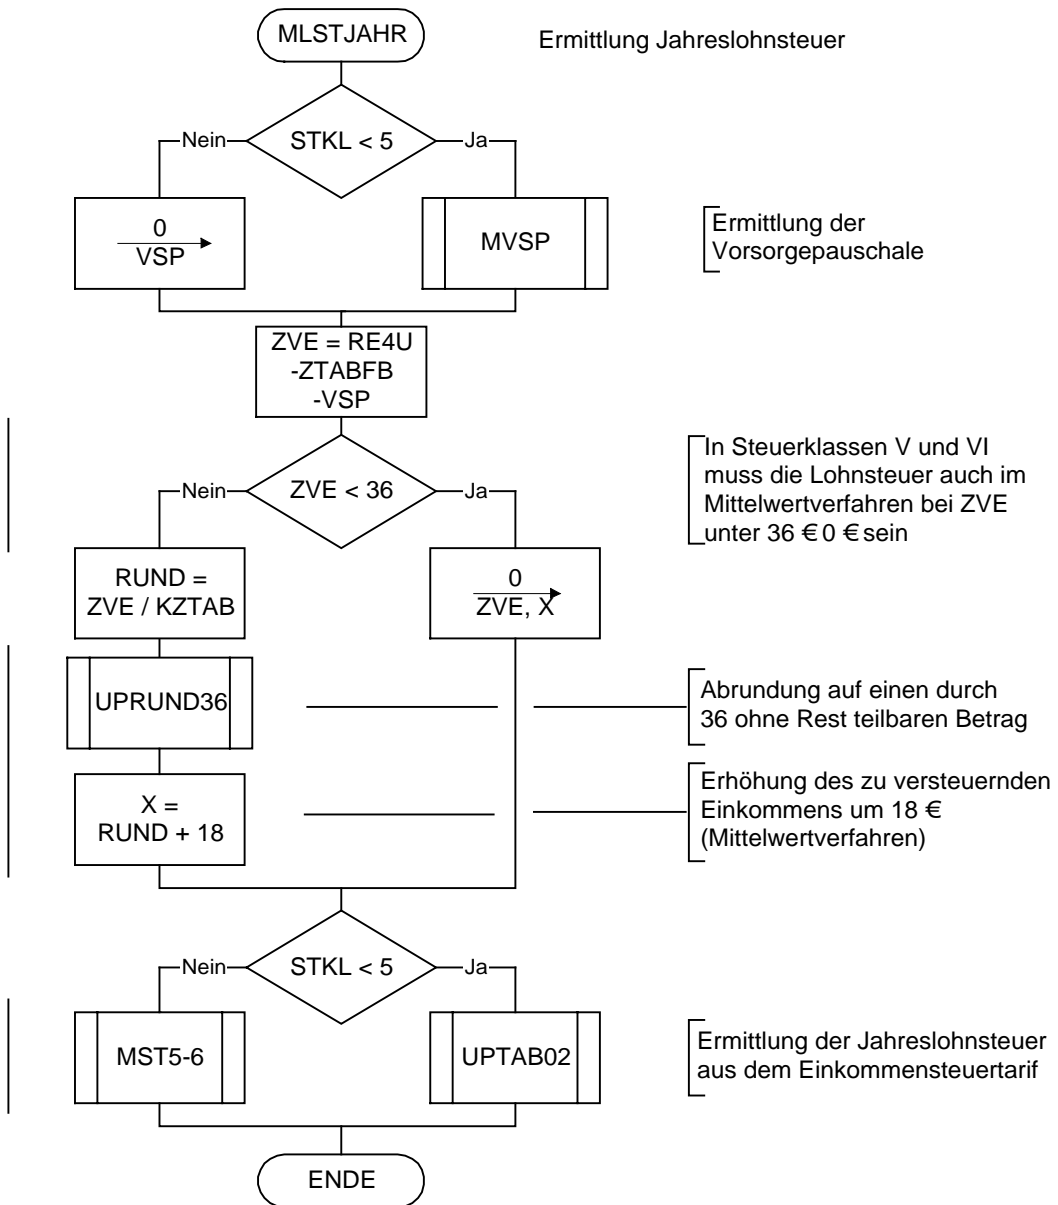 MLSTJAHR
Ermittlung Jahreslohnsteuer
STKL < 5
Nein
Ja
0
VSP
MVSP
Ermittlung der
Vorsorgepauschale
ZVE = RE4U
-ZTABFB
-VSP
ZVE < 36
Nein
Ja
In Steuerklassen V und VI
muss die Lohnsteuer auch im
Mittelwertverfahren bei ZVE
unter 36 € 0 € sein
RUND =
ZVE / KZTAB
0
ZVE, X
UPRUND36
Abrundung auf einen durch
36 ohne Rest teilbaren Betrag
X =
RUND + 18
Erhöhung des zu versteuernden
Einkommens um 18 €
(Mittelwertverfahren)
STKL < 5
Nein
Ja
MST5-6
UPTAB02
Ermittlung der Jahreslohnsteuer
aus dem Einkommensteuertarif
ENDE